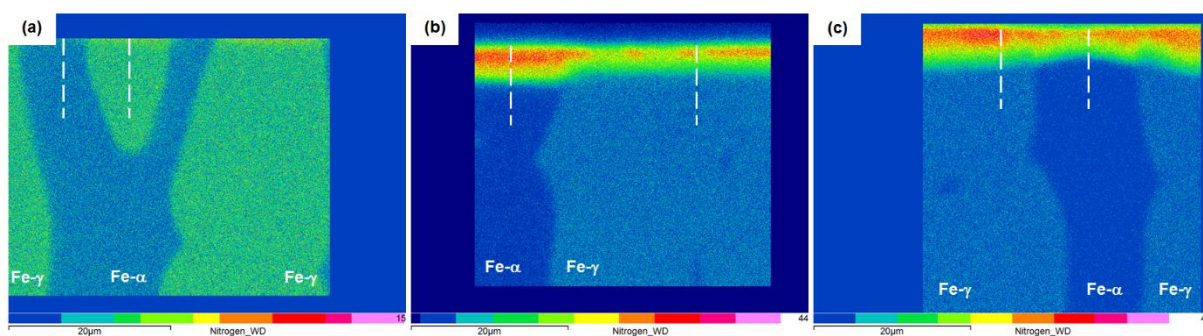 (a)
Fe-γ
Fe-α
Fe-γ
15
20µm
Nitrogen_WD
(b)
Fe-α
Fe-γ
44
20µm
Nitrogen_WD
(c)
Fe-γ
Fe-α
Fe-γ
20µm
Nitrogen_WD